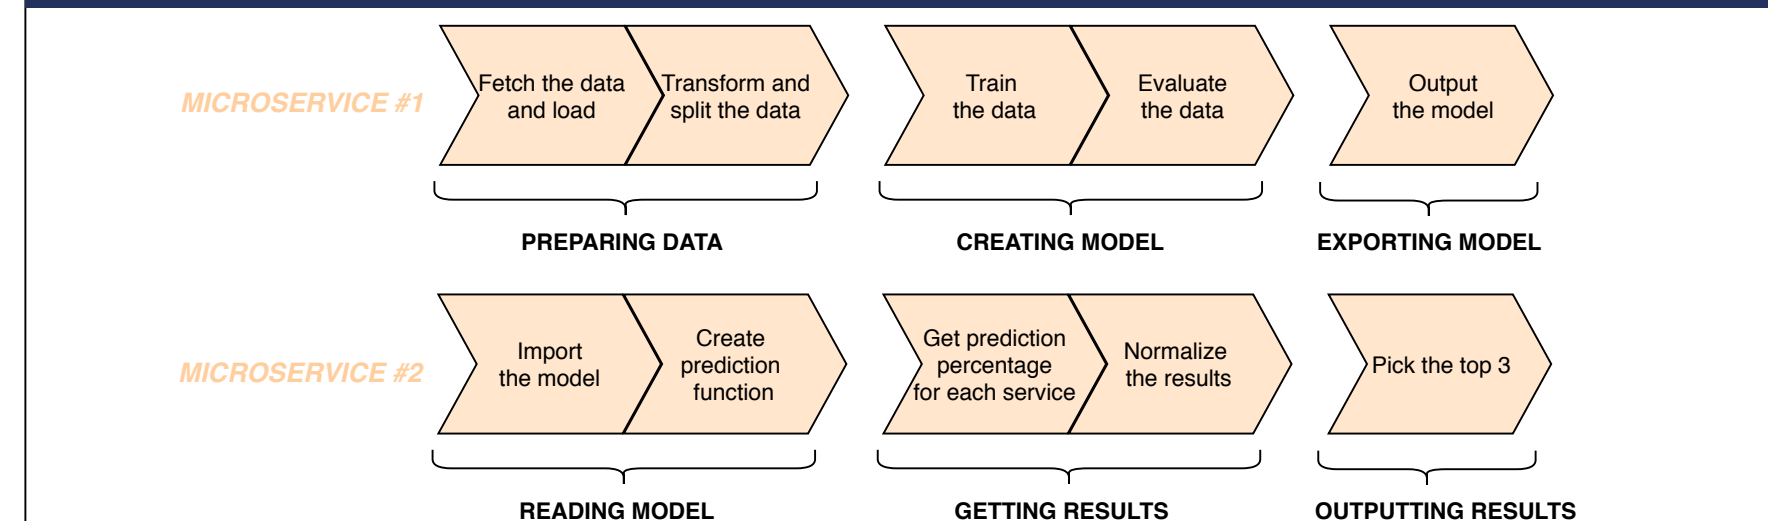 MICROSERVICE #1
Fetch the data
and load
Transform and
split the data
Train
the data
Evaluate
the data
Output
the model
PREPARING DATA
CREATING MODEL
EXPORTING MODEL
MICROSERVICE #2
Import
the model
Create
prediction
function
Get prediction
percentage
for each service
Normalize
the results
Pick the top 3
READING MODEL
GETTING RESULTS
OUTPUTTING RESULTS